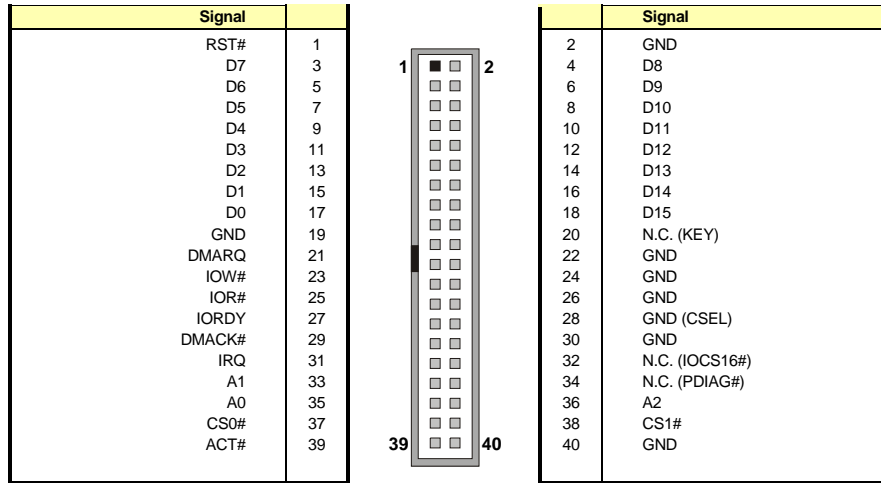 Signal Signal
RST# 1 2 GND
D7 3 1 2 4 D8
D6 5 6 D9
D5 7 8 D10
D4 9 10 D11
D3 11 12 D12
D2 13 14 D13
D1 15 16 D14
D0 17 18 D15
GND 19 20 N.C. (KEY)
DMARQ 21 22 GND
IOW# 23 24 GND
IOR# 25 26 GND
IORDY 27 28 GND (CSEL)
DMACK# 29 30 GND
IRQ 31 32 N.C. (IOCS16#)
A1 33 34 N.C. (PDIAG#)
A0 35 36 A2
CS0# 37 38 CS1#
ACT# 39 39 40 40 GND